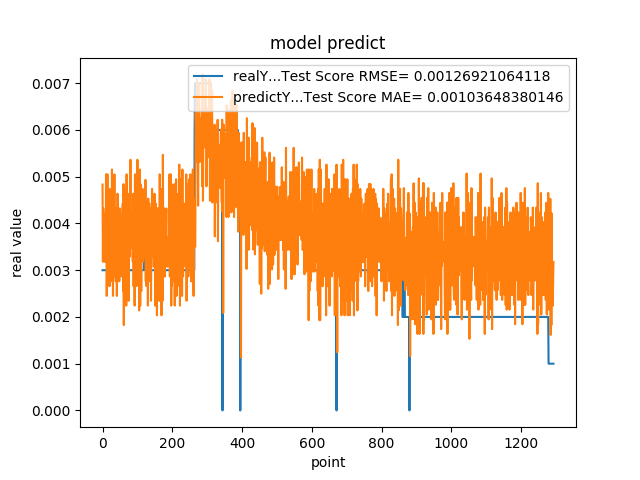 model predict
realY...Test Score RMSE= 0.00126921064118
predictY...Test Score MAE= 0.00103648380146
real value
0.007
0.006
0.005
0.004
0.003
0.002
0.001
0.000
0 200 400 600 800 1000 1200
point